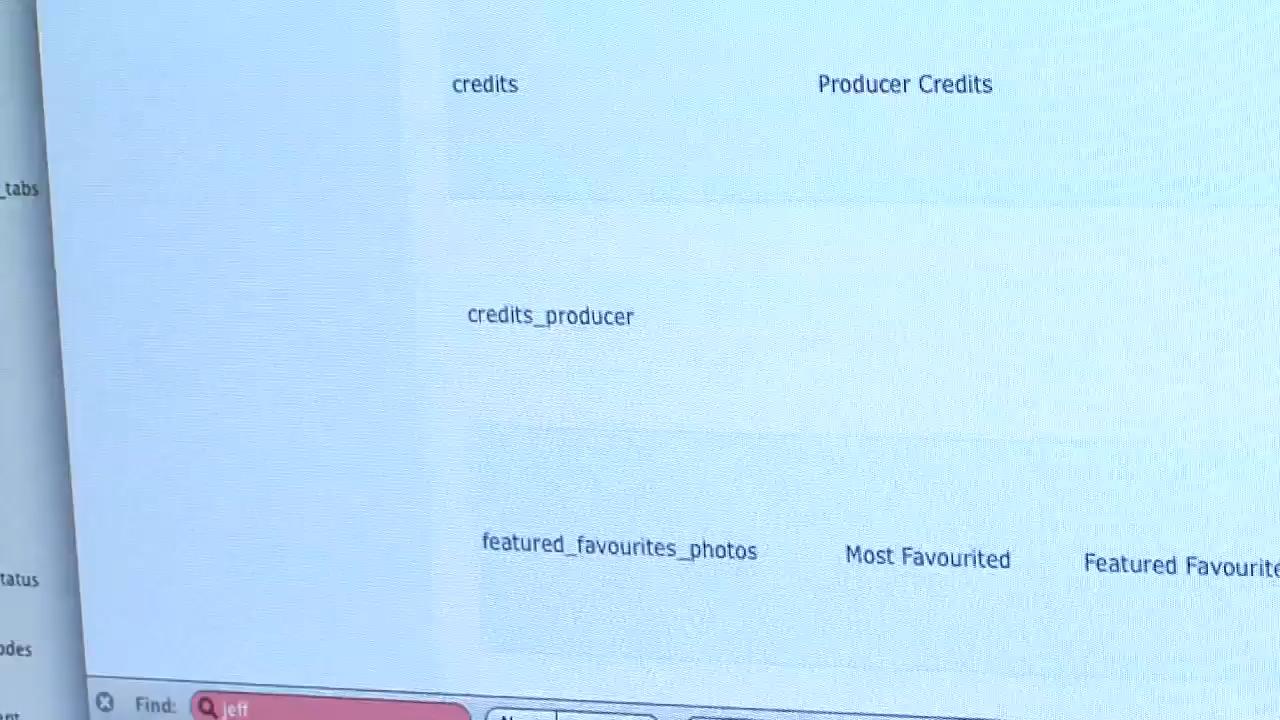 credits Producer Credits
_tabs
credits_producer
featured_favourites_photos Most Favourited Featured Favourite
tatus
odes
Find: jeff